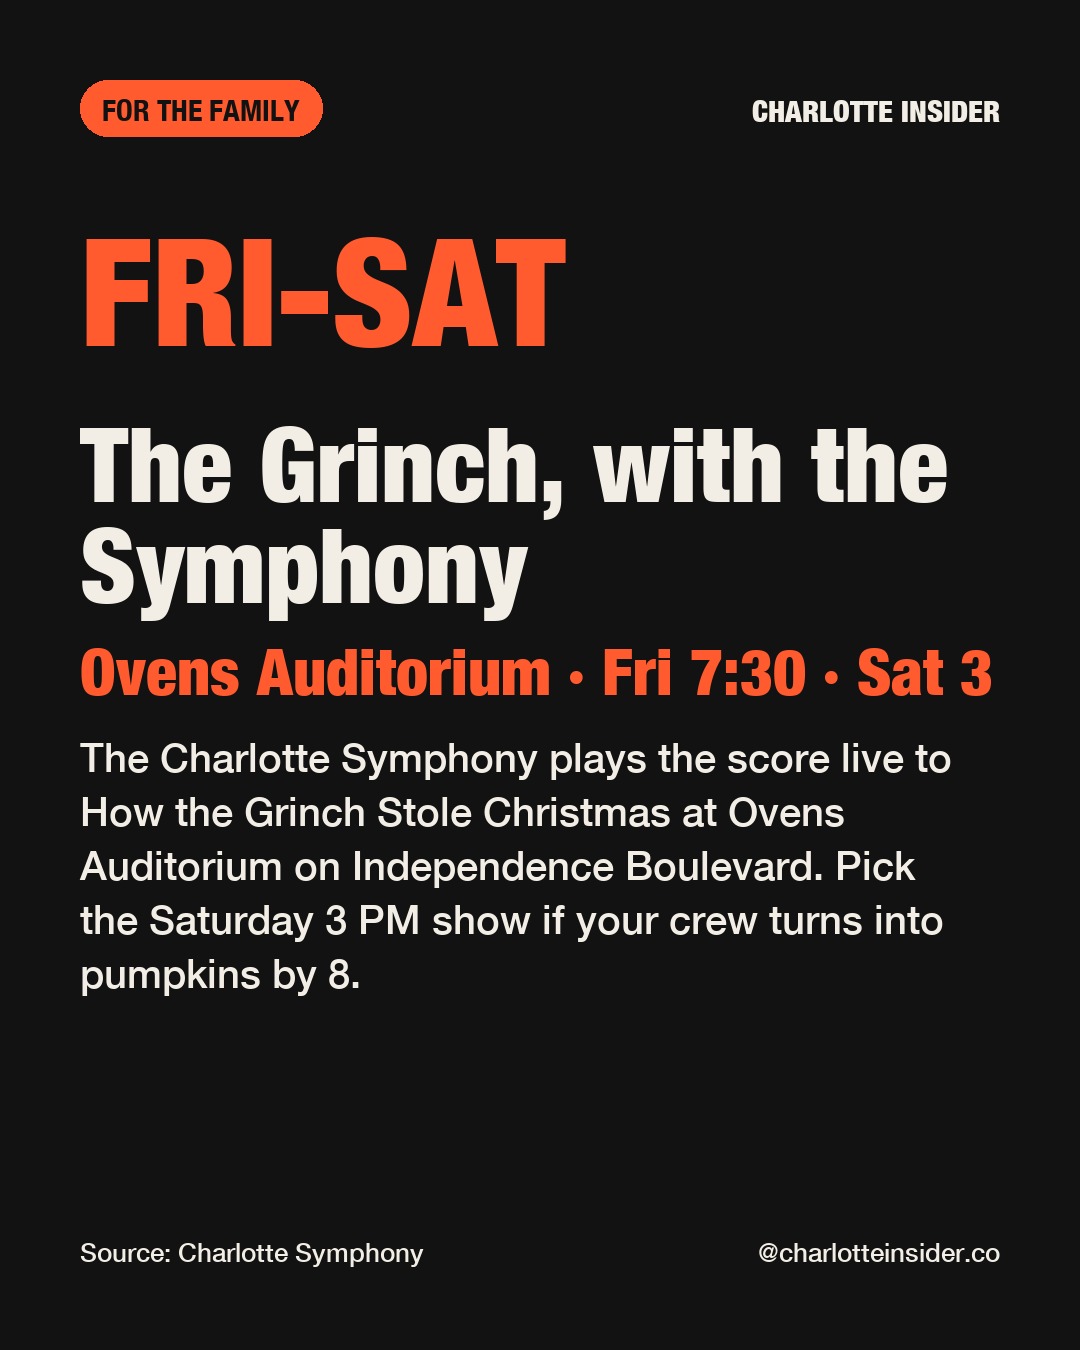 FOR THE FAMILY
CHARLOTTE INSIDER
FRI-SAT
The Grinch, with the
Symphony
Ovens Auditorium • Fri 7:30 • Sat 3
The Charlotte Symphony plays the score live to
How the Grinch Stole Christmas at Ovens
Auditorium on Independence Boulevard. Pick
the Saturday 3 PM show if your crew turns into
pumpkins by 8.
Source: Charlotte Symphony
@charlotteinsider.co